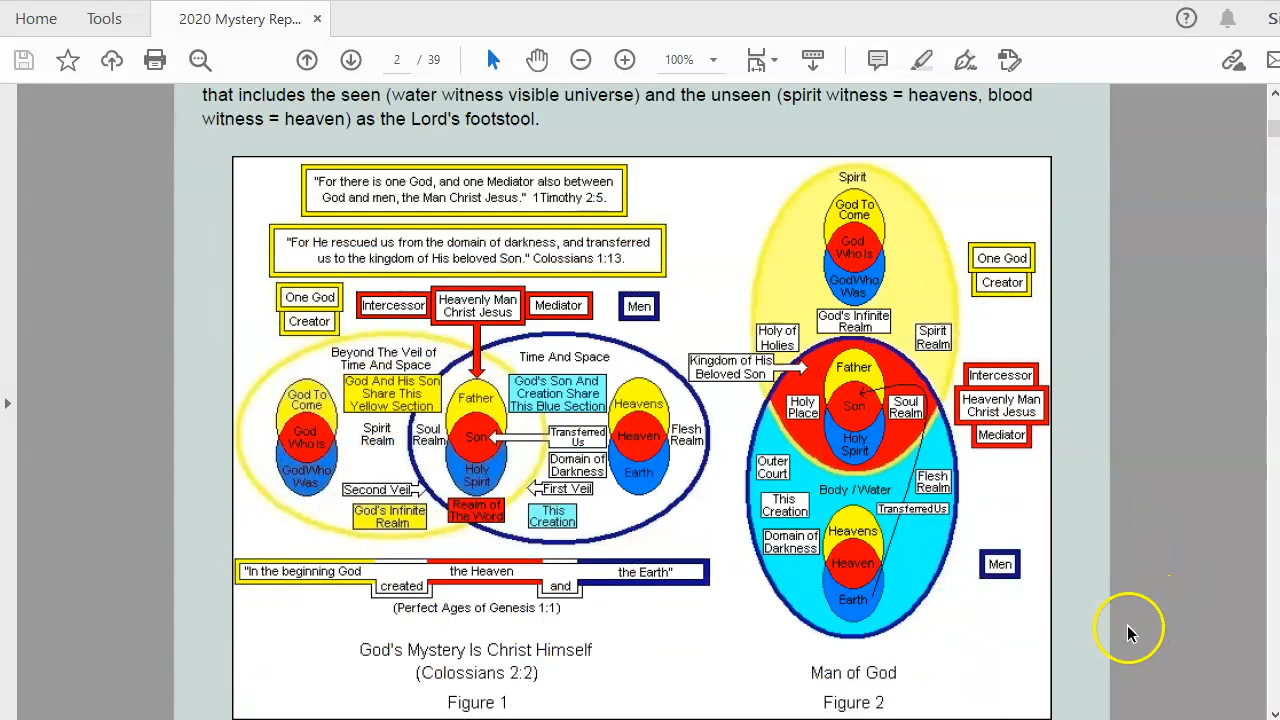 Home
Tools
2020 Mystery Rep... ×
Si
2 / 39
100%
that includes the seen (water witness visible universe) and the unseen (spirit witness = heavens, blood
witness = heaven) as the Lord's footstool.
"For there is one God, and one Mediator also between
God and men, the Man Christ Jesus." 1Timothy 2:5.
"For He rescued us from the domain of darkness, and transferred
us to the kingdom of His beloved Son." Colossians 1:13.
One God
Creator
Intercessor
Heavenly Man
Christ Jesus
Mediator
Men
Beyond The Veil of
Time And Space
Time And Space
God And His Son
Share This
Yellow Section
God's Son And
Creation Share
This Blue Section
God To
Come
God
Who Is
GodWho
Was
Spirit
Realm
Soul
Realm
Father
Son
Holy
Spirit
Transferred
Us
Domain of
Darkness
Heavens
Heaven
Earth
Flesh
Realm
Second Veil
First Veil
God's Infinite
Realm
Realm of
The Word
This
Creation
"In the beginning God
created
the Heaven
and
the Earth"
(Perfect Ages of Genesis 1:1)
God's Mystery Is Christ Himself
(Colossians 2:2)
Figure 1
Spirit
God To
Come
God
Who Is
GodWho
Was
God's Infinite
Realm
Holy of
Holies
Spirit
Realm
One God
Creator
Kingdom of His
Beloved Son
Father
Son
Holy
Spirit
Holy
Place
Soul
Realm
Intercessor
Heavenly Man
Christ Jesus
Mediator
Outer
Court
Body / Water
Flesh
Realm
This
Creation
Transferred Us
Domain of
Darkness
Heavens
Heaven
Earth
Men
Man of God
Figure 2